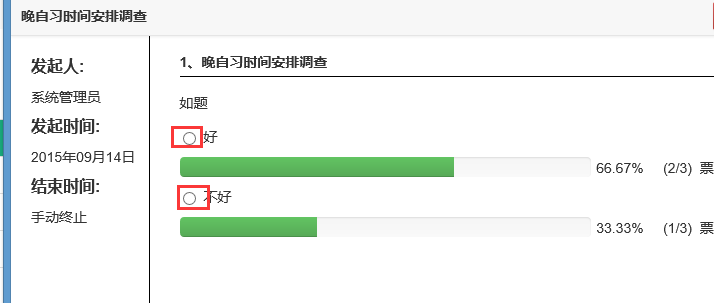 晚自习时间安排调查
发起人:
系统管理员
发起时间:
2015年09月14日
结束时间:
手动终止
1、晚自习时间安排调查
如题
好
66.67% (2/3) 票
不好
33.33% (1/3) 票